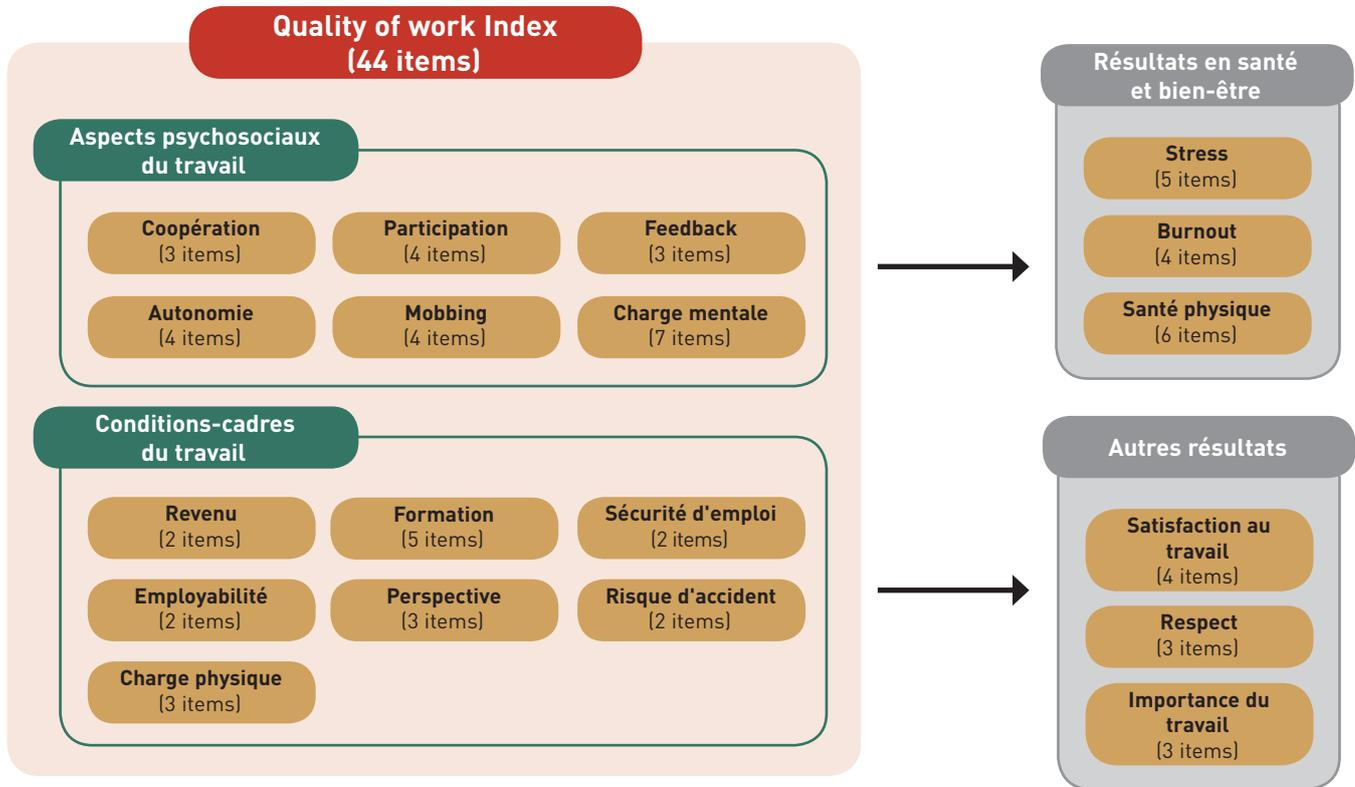 Quality of work Index
(44 items)
Aspects psychosociaux
du travail
Coopération
(3 items)
Participation
(4 items)
Feedback
(3 items)
Autonomie
(4 items)
Mobbing
(4 items)
Charge mentale
(7 items)
Conditions-cadres
du travail
Revenu
(2 items)
Formation
(5 items)
Sécurité d'emploi
(2 items)
Employabilité
(2 items)
Perspective
(3 items)
Risque d'accident
(2 items)
Charge physique
(3 items)
Résultats en santé
et bien-être
Stress
(5 items)
Burnout
(4 items)
Santé physique
(6 items)
Autres résultats
Satisfaction au
travail
(4 items)
Respect
(3 items)
Importance du
travail
(3 items)